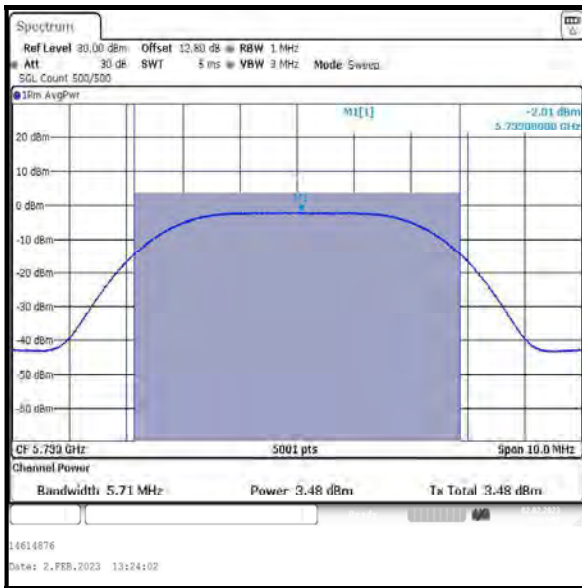 Spectrum
Ref Level 30.00 dBm Offset 12.80 dB RBW 1 MHz
Att 30 dB SWT 5 ms VBW 3 MHz Mode Sweep
SGL Count 500/500
1Rm AvgPwr
M1[1] -2.01 dBm
GHz
20 dBm
10 dBm
0 dBm
M1
-10 dBm
-20 dBm
-30 dBm
-40 dBm
-50 dBm
-60 dBm
CF 5.739 GHz 5001 pts Span 10.0 MHz
Channel Power
Bandwidth 5.71 MHz Power 3.48 dBm Tx Total 3.48 dBm
14614876
Date: 2.FEB.2023 13:24:02